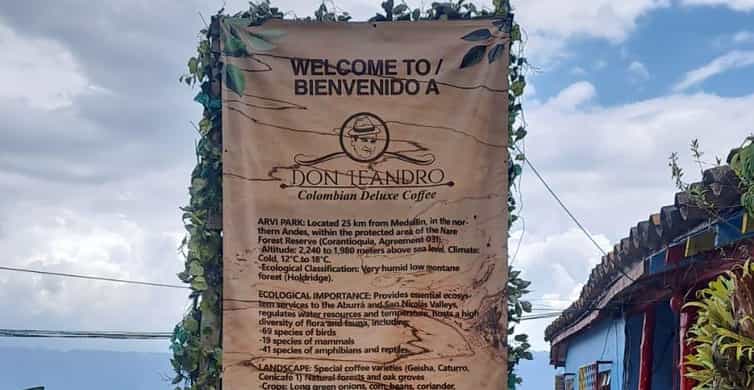 WELCOME TO /
BIENVENIDO A
DON LEANDRO
Colombian Deluxe Coffee
ARVI PARK: Located 25 km from Medellín, in the nor-
thern Andes, within the protected area of the Nare
Forest Reserve (Corantioquia, Agreement 031).
-Altitude: 2,240 to 1,980 meters above sea level. Climate:
Cold, 12°C to 18°C.
-Ecological Classification: Very humid low montane
forest (Holdridge).
ECOLOGICAL IMPORTANCE: Provides essential ecosys-
tem services to the Aburrá and San Nicolás Valleys,
regulates water resources and temperature, hosts a high
diversity of flora and fauna, including:
-69 species of birds
-19 species of mammals
-41 species of amphibians and reptiles
LANDSCAPE: Special coffee varieties (Geisha, Caturro,
Cenicafe 1) Natural forests and oak groves
-Crops: Long green onions, corn, beans, coriander,